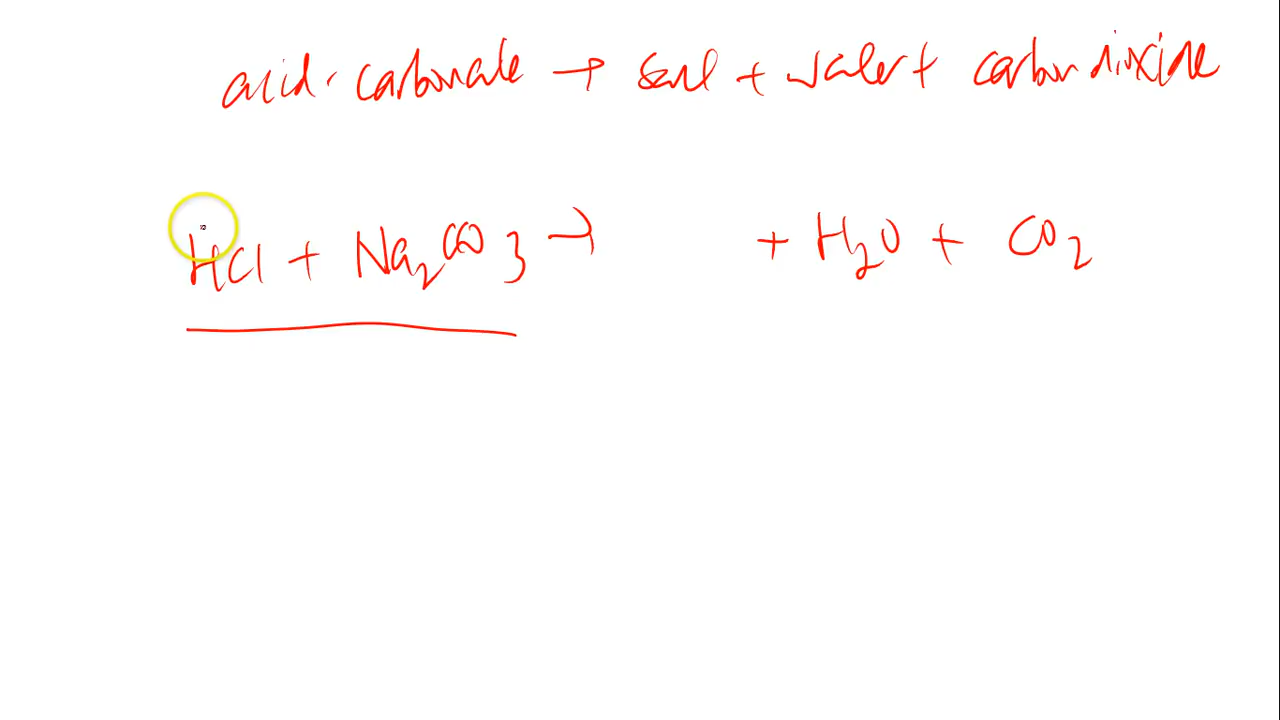 acid + carbonate → salt + water + carbon dioxide
HCl + Na₂CO₃ → + H₂O + CO₂